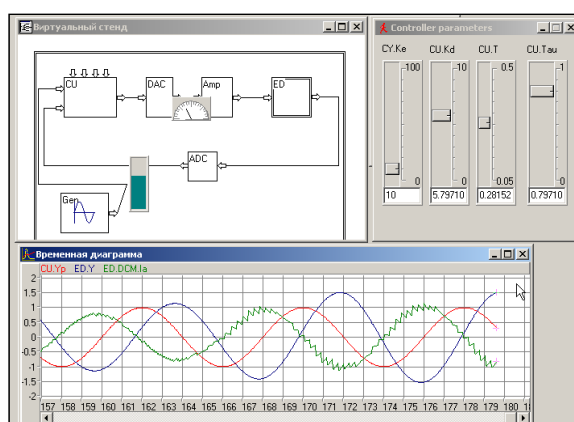 Виртуальный стенд
CU
DAC
Amp
ED
ADC
Gen
Controller parameters
CY.Ke CU.Kd CU.T CU.Tau
100 10 0.5 1
0 0 0.05 0
10 5.79710 0.28152 0.79710
Временная диаграмма
CU.Yp ED.Y ED.DCM.Ia
2
1.5
1
0.5
0
-0.5
-1
-1.5
-2
157 158 159 160 161 162 163 164 165 166 167 168 169 170 171 172 173 174 175 176 177 178 179 180